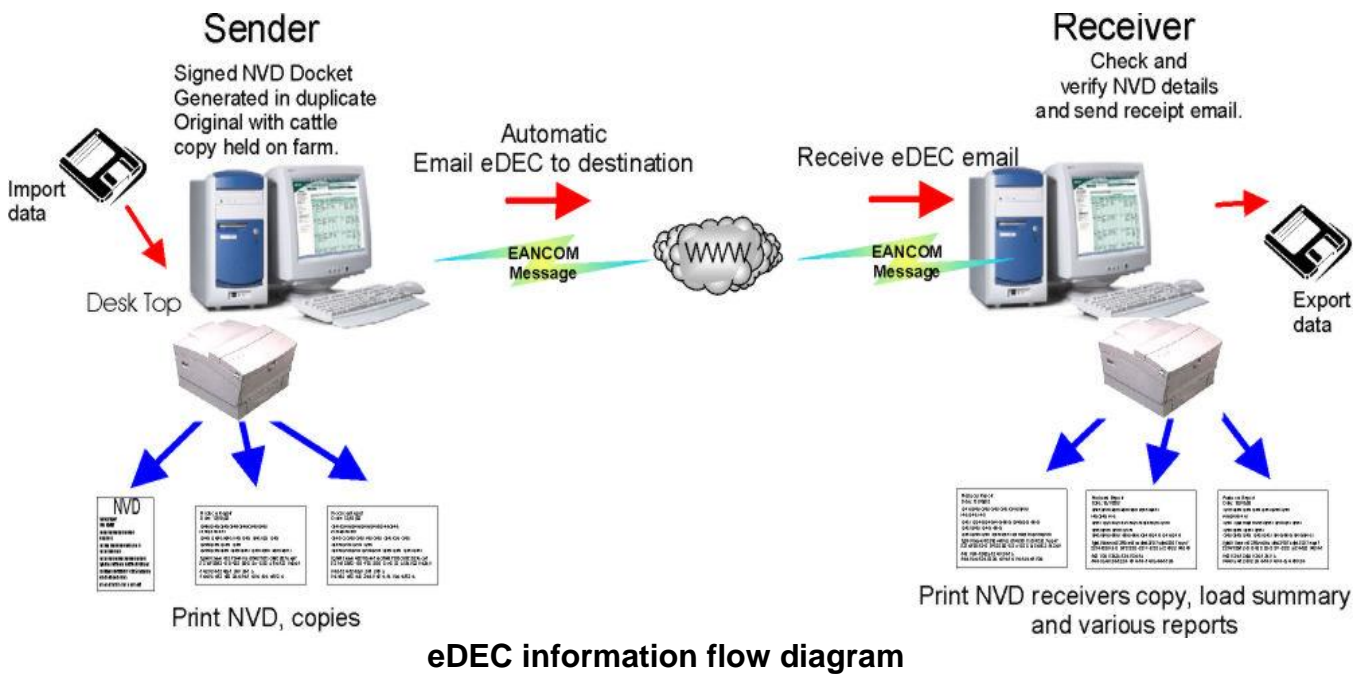 Sender
Signed NVD Docket
Generated in duplicate
Original with cattle
copy held on farm.
Import
data
Desk Top
Automatic
Email eDEC to destination
EANCOM
Message
WWW
Receiver
Check and
verify NVD details
and send receipt email.
Receive eDEC email
EANCOM
Message
Export
data
NVD
Print NVD, copies
Print NVD receivers copy, load summary
and various reports
eDEC information flow diagram